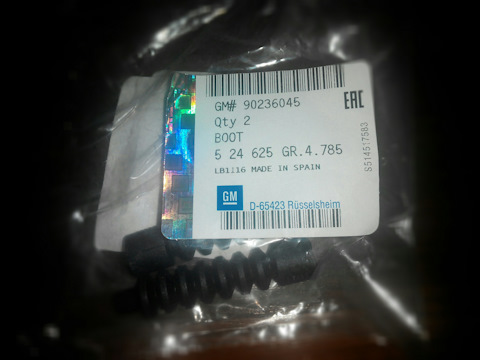 GM# 90236045
EAC
Qty 2
BOOT
5 24 625 GR.4.785
LB1116 MADE IN SPAIN
S514517563
GM
D-65423 Rüsselsheim